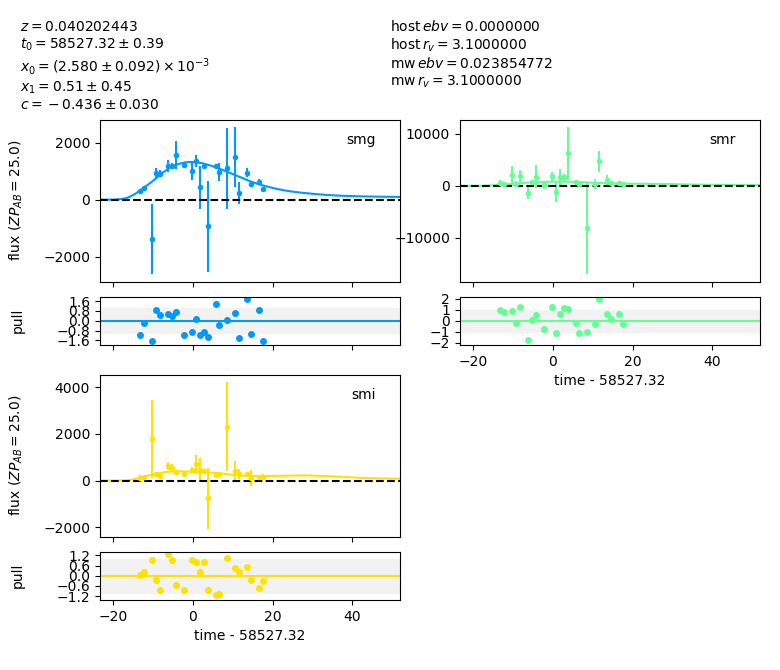 z = 0.040202443
t₀ = 58527.32 ± 0.39
x₀ = (2.580 ± 0.092) × 10⁻³
x₁ = 0.51 ± 0.45
c = −0.436 ± 0.030
host ebv = 0.0000000
host r_v = 3.1000000
mw ebv = 0.023854772
mw r_v = 3.1000000
smg
2000
0
−2000
flux (ZP_AB = 25.0)
1.6
0.8
0.0
−0.8
−1.6
pull
smr
10000
0
−10000
2
1
0
−1
−2
−20 0 20 40
time - 58527.32
smi
4000
2000
0
−2000
flux (ZP_AB = 25.0)
1.2
0.6
0.0
−0.6
−1.2
pull
−20 0 20 40
time - 58527.32